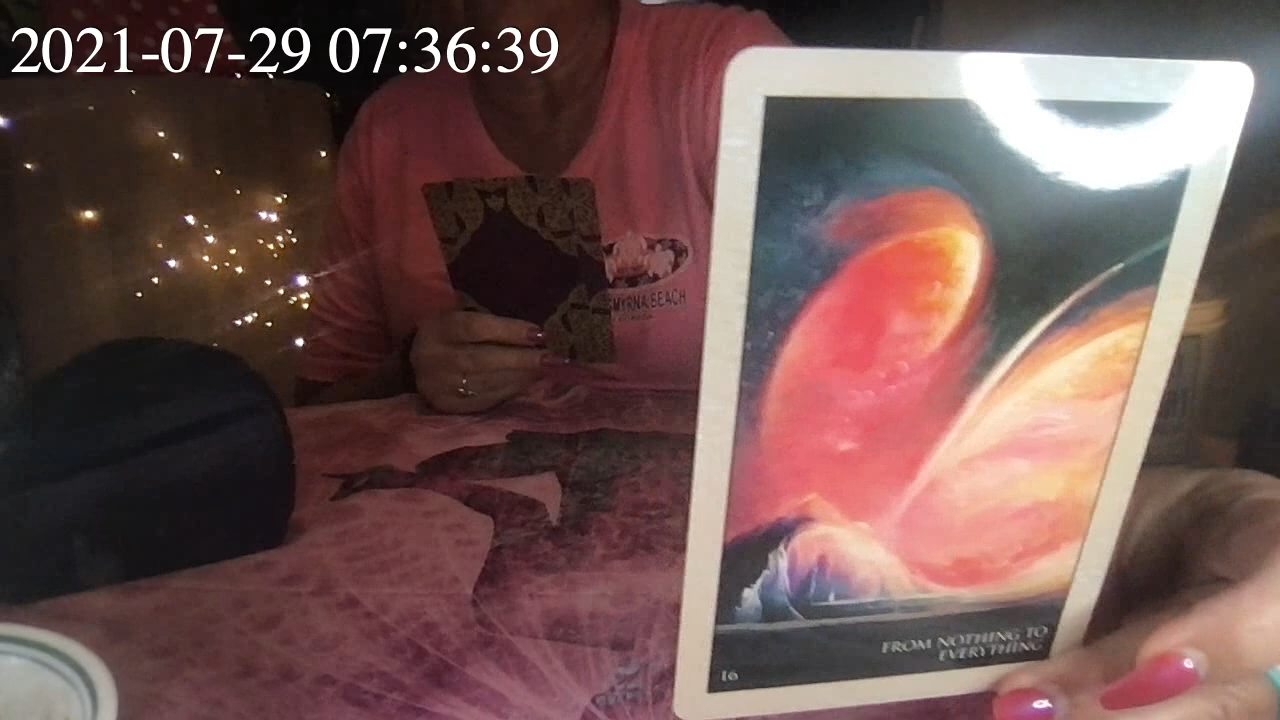 2021-07-29 07:36:39
SMYRNA BEACH
FROM NOTHING TO
EVERYTHING
16